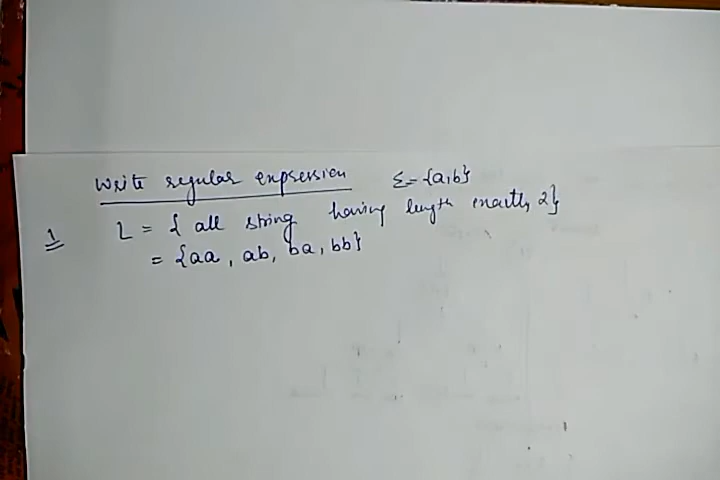 Write regular expression Σ = {a,b}
1 L = { all string having length exactly 2}
= {aa, ab, ba, bb}